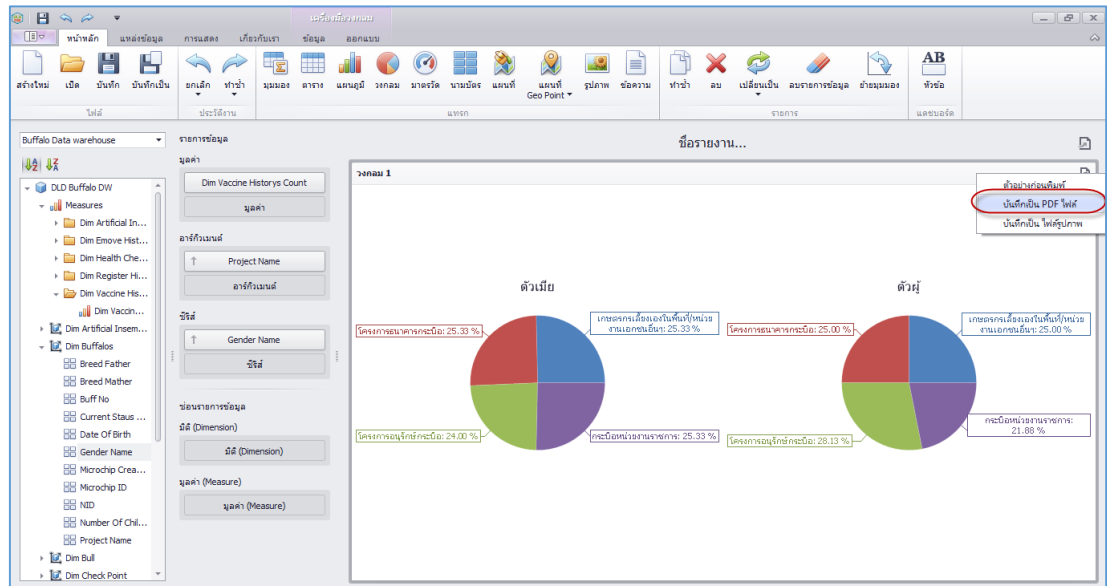 เครื่องมือวงกลม
หน้าหลัก แหล่งข้อมูล การแสดง เกี่ยวกับเรา ข้อมูล ออกแบบ
สร้างใหม่ เปิด บันทึก บันทึกเป็น ยกเลิก ทำซ้ำ มุมมอง ตาราง แผนภูมิ วงกลม มาตรวัด นามบัตร แผนที่ แผนที่ รูปภาพ ข้อความ ทำซ้ำ ลบ เปลี่ยนเป็น ลบรายการข้อมูล ย้ายมุมมอง AB หัวข้อ
Geo Point
ไฟล์ ประวัติงาน แทรก รายการ แดชบอร์ด
Buffalo Data warehouse
DLD Buffalo DW
Measures
Dim Artificial In...
Dim Emove Hist...
Dim Health Che...
Dim Register Hi...
Dim Vaccine His...
Dim Vaccin...
Dim Artificial Insem...
Dim Buffalos
Breed Father
Breed Mather
Buff No
Current Staus ...
Date Of Birth
Gender Name
Microchip Crea...
Microchip ID
NID
Number Of Chil...
Project Name
Dim Bull
Dim Check Point
รายการข้อมูล
มูลค่า
Dim Vaccine Historys Count
มูลค่า
อาร์กิวเมนต์
Project Name
อาร์กิวเมนต์
ซีรีส์
Gender Name
ซีรีส์
ซ่อนรายการข้อมูล
มิติ (Dimension)
มิติ (Dimension)
มูลค่า (Measure)
มูลค่า (Measure)
ชื่อรายงาน...
วงกลม 1
ตัวอย่างก่อนพิมพ์
บันทึกเป็น PDF ไฟล์
บันทึกเป็น ไฟล์รูปภาพ
ตัวเมีย
โครงการธนาคารกระบือ: 25.33 %
เกษตรกรเลี้ยงเองในพื้นที่/หน่วย
งานเอกชนอื่นๆ: 25.33 %
โครงการอนุรักษ์กระบือ: 24.00 %
กระบือหน่วยงานราชการ: 25.33 %
ตัวผู้
โครงการธนาคารกระบือ: 25.00 %
เกษตรกรเลี้ยงเองในพื้นที่/หน่วย
งานเอกชนอื่นๆ: 25.00 %
โครงการอนุรักษ์กระบือ: 28.13 %
กระบือหน่วยงานราชการ:
21.88 %